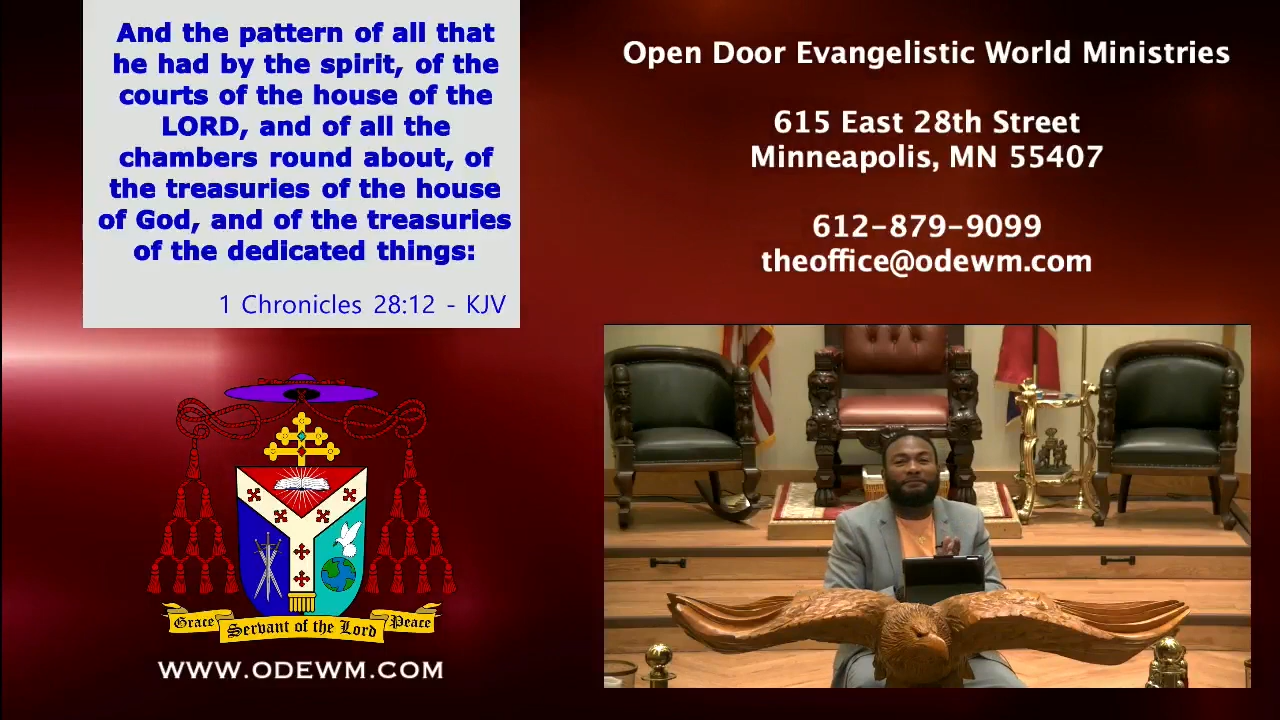 And the pattern of all that
he had by the spirit, of the
courts of the house of the
LORD, and of all the
chambers round about, of
the treasuries of the house
of God, and of the treasuries
of the dedicated things:
1 Chronicles 28:12 - KJV
Open Door Evangelistic World Ministries
615 East 28th Street
Minneapolis, MN 55407
612-879-9099
theoffice@odewm.com
Grace
Servant of the Lord
Peace
WWW.ODEWM.COM